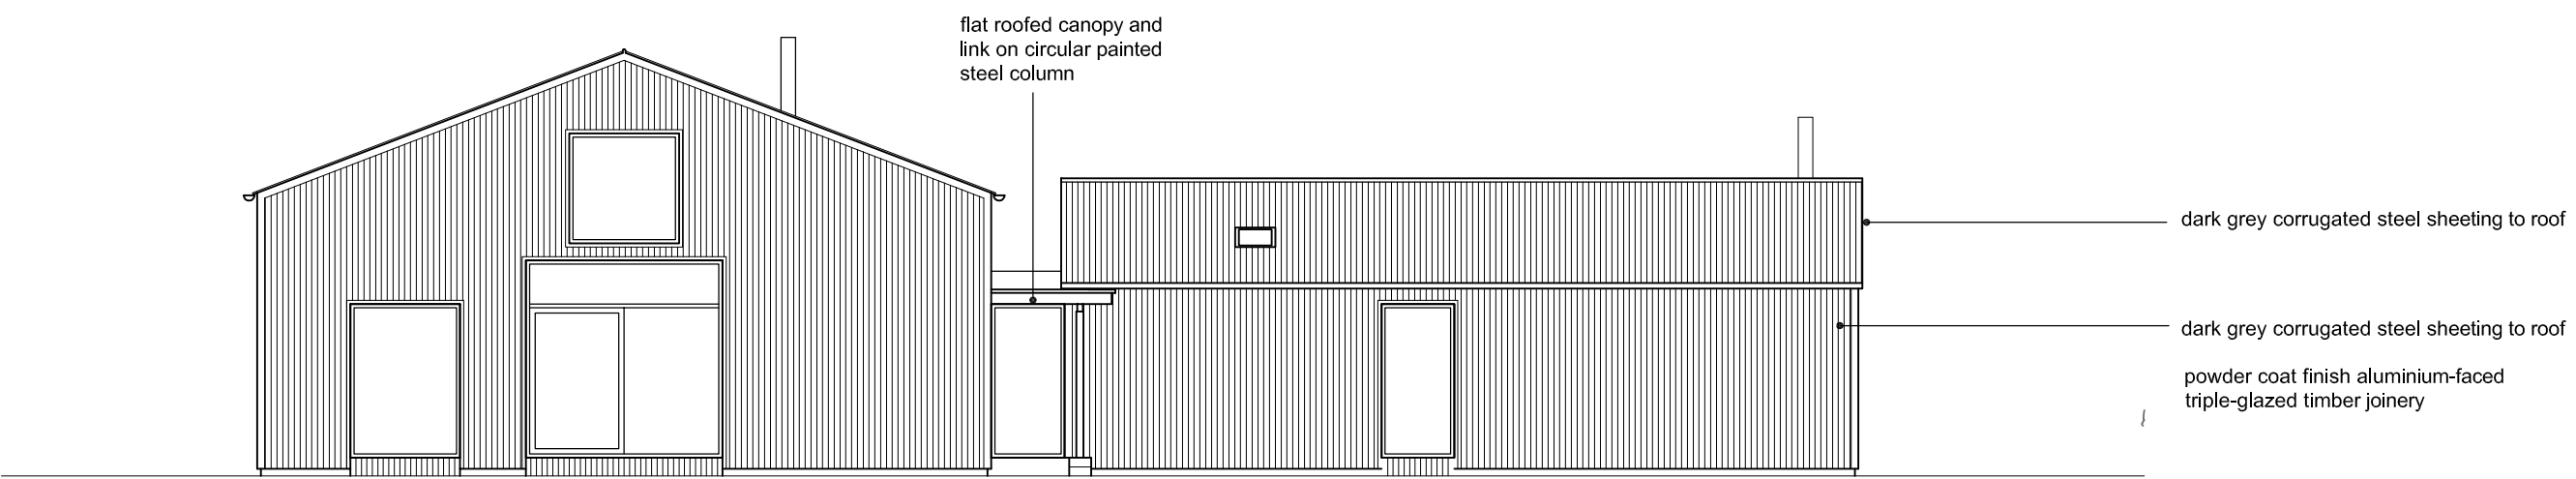 flat roofed canopy and
link on circular painted
steel column
dark grey corrugated steel sheeting to roof
dark grey corrugated steel sheeting to roof
powder coat finish aluminium-faced
triple-glazed timber joinery